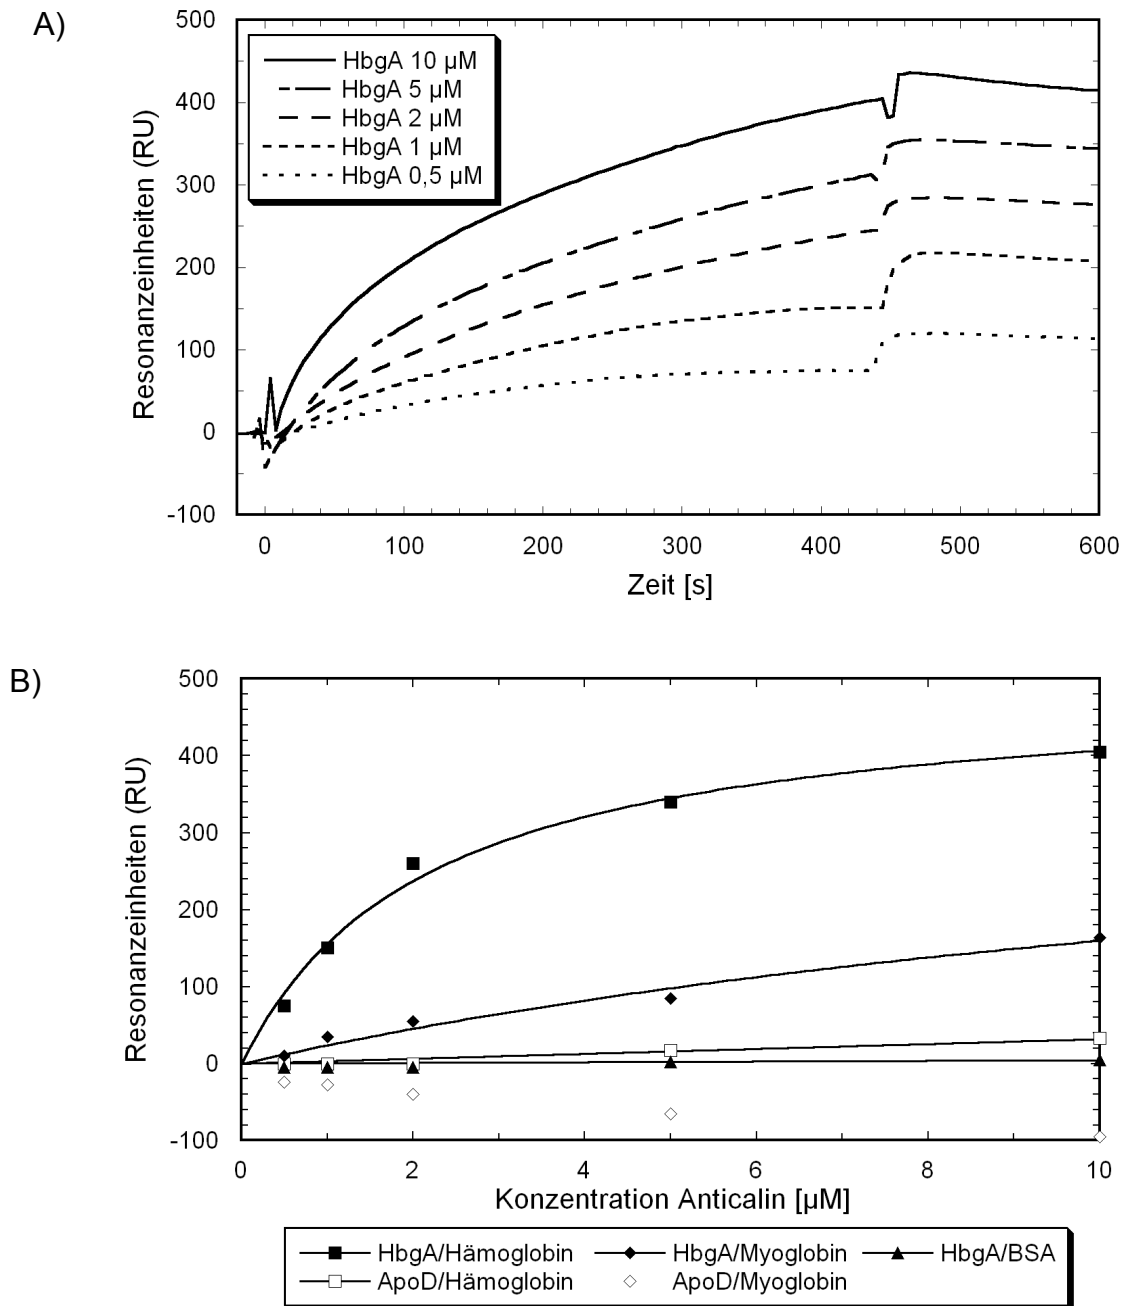 A)
500
400
300
200
100
0
-100
Resonanzeinheiten (RU)
HbgA 10 µM
HbgA 5 µM
HbgA 2 µM
HbgA 1 µM
HbgA 0,5 µM
0 100 200 300 400 500 600
Zeit [s]
B)
500
400
300
200
100
0
-100
Resonanzeinheiten (RU)
0 2 4 6 8 10
Konzentration Anticalin [µM]
HbgA/Hämoglobin HbgA/Myoglobin HbgA/BSA
ApoD/Hämoglobin ApoD/Myoglobin